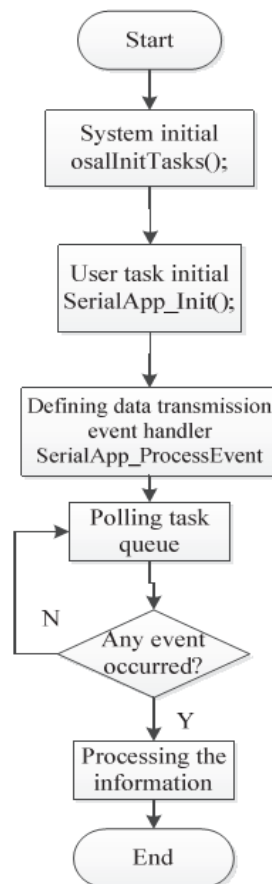 Start
System initial
osalInitTasks();
User task initial
SerialApp_Init();
Defining data transmission
event handler
SerialApp_ProcessEvent
Polling task
queue
N
Any event
occurred?
Y
Processing the
information
End